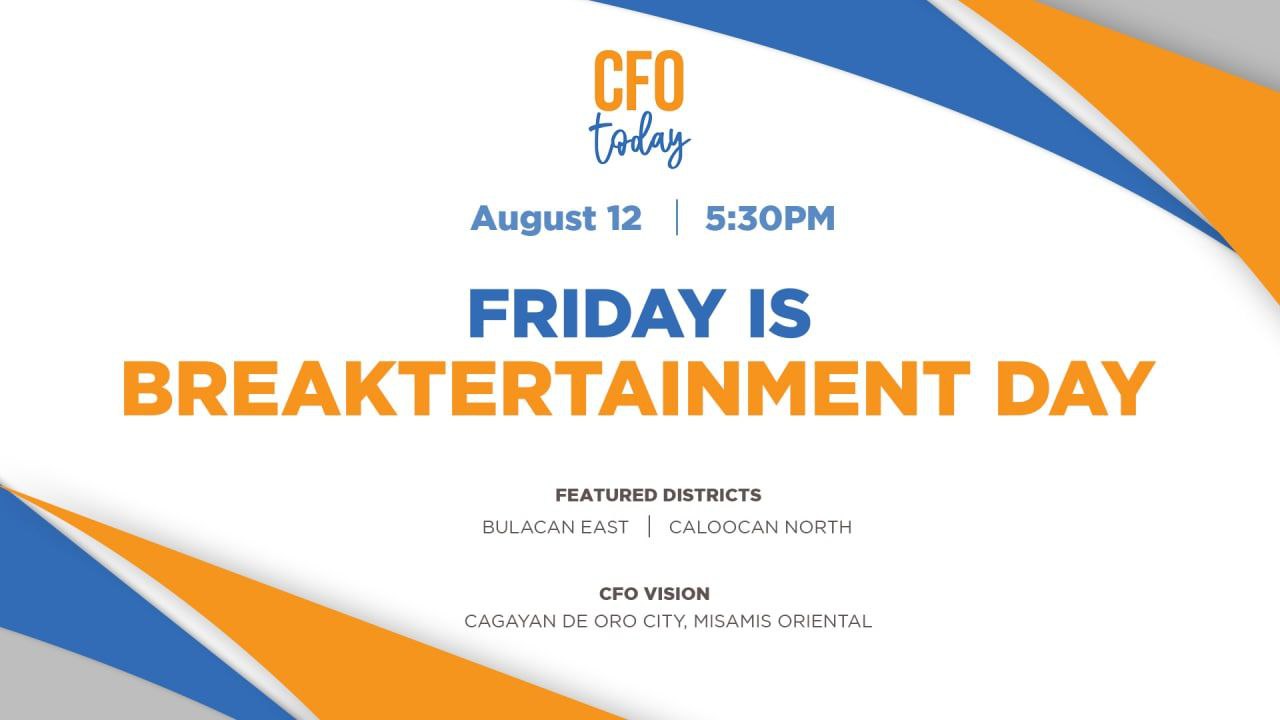 CFO
today
August 12 | 5:30PM
FRIDAY IS
BREAKTERTAINMENT DAY
FEATURED DISTRICTS
BULACAN EAST | CALOOCAN NORTH
CFO VISION
CAGAYAN DE ORO CITY, MISAMIS ORIENTAL